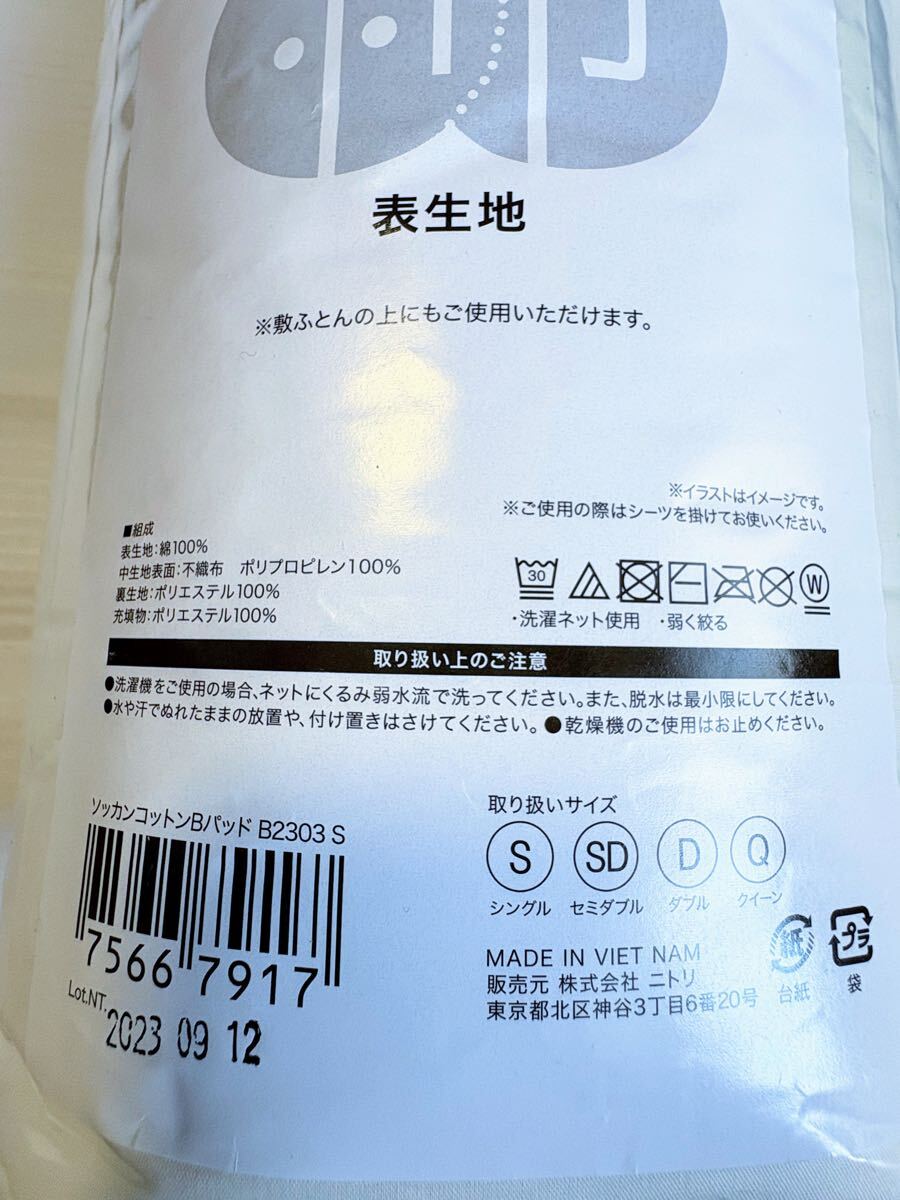 表生地
※敷ふとんの上にもご使用いただけます。
※イラストはイメージです。
※ご使用の際はシーツを掛けてお使いください。
■組成
表生地:綿100%
中生地表面:不織布 ポリプロピレン100%
裏生地:ポリエステル100%
充填物:ポリエステル100%
30
W
・洗濯ネット使用 ・弱く絞る
取り扱い上のご注意
●洗濯機をご使用の場合、ネットにくるみ弱水流で洗ってください。また、脱水は最小限にしてください。
●水や汗でぬれたままの放置や、付け置きはさけてください。●乾燥機のご使用はお止めください。
ソッカンコットンBパッド B2303 S
7566 7917
Lot.NT.
2023 09 12
取り扱いサイズ
S SD D Q
シングル セミダブル ダブル クイーン
MADE IN VIET NAM
販売元 株式会社 ニトリ
東京都北区神谷3丁目6番20号
紙
台紙
プラ
袋